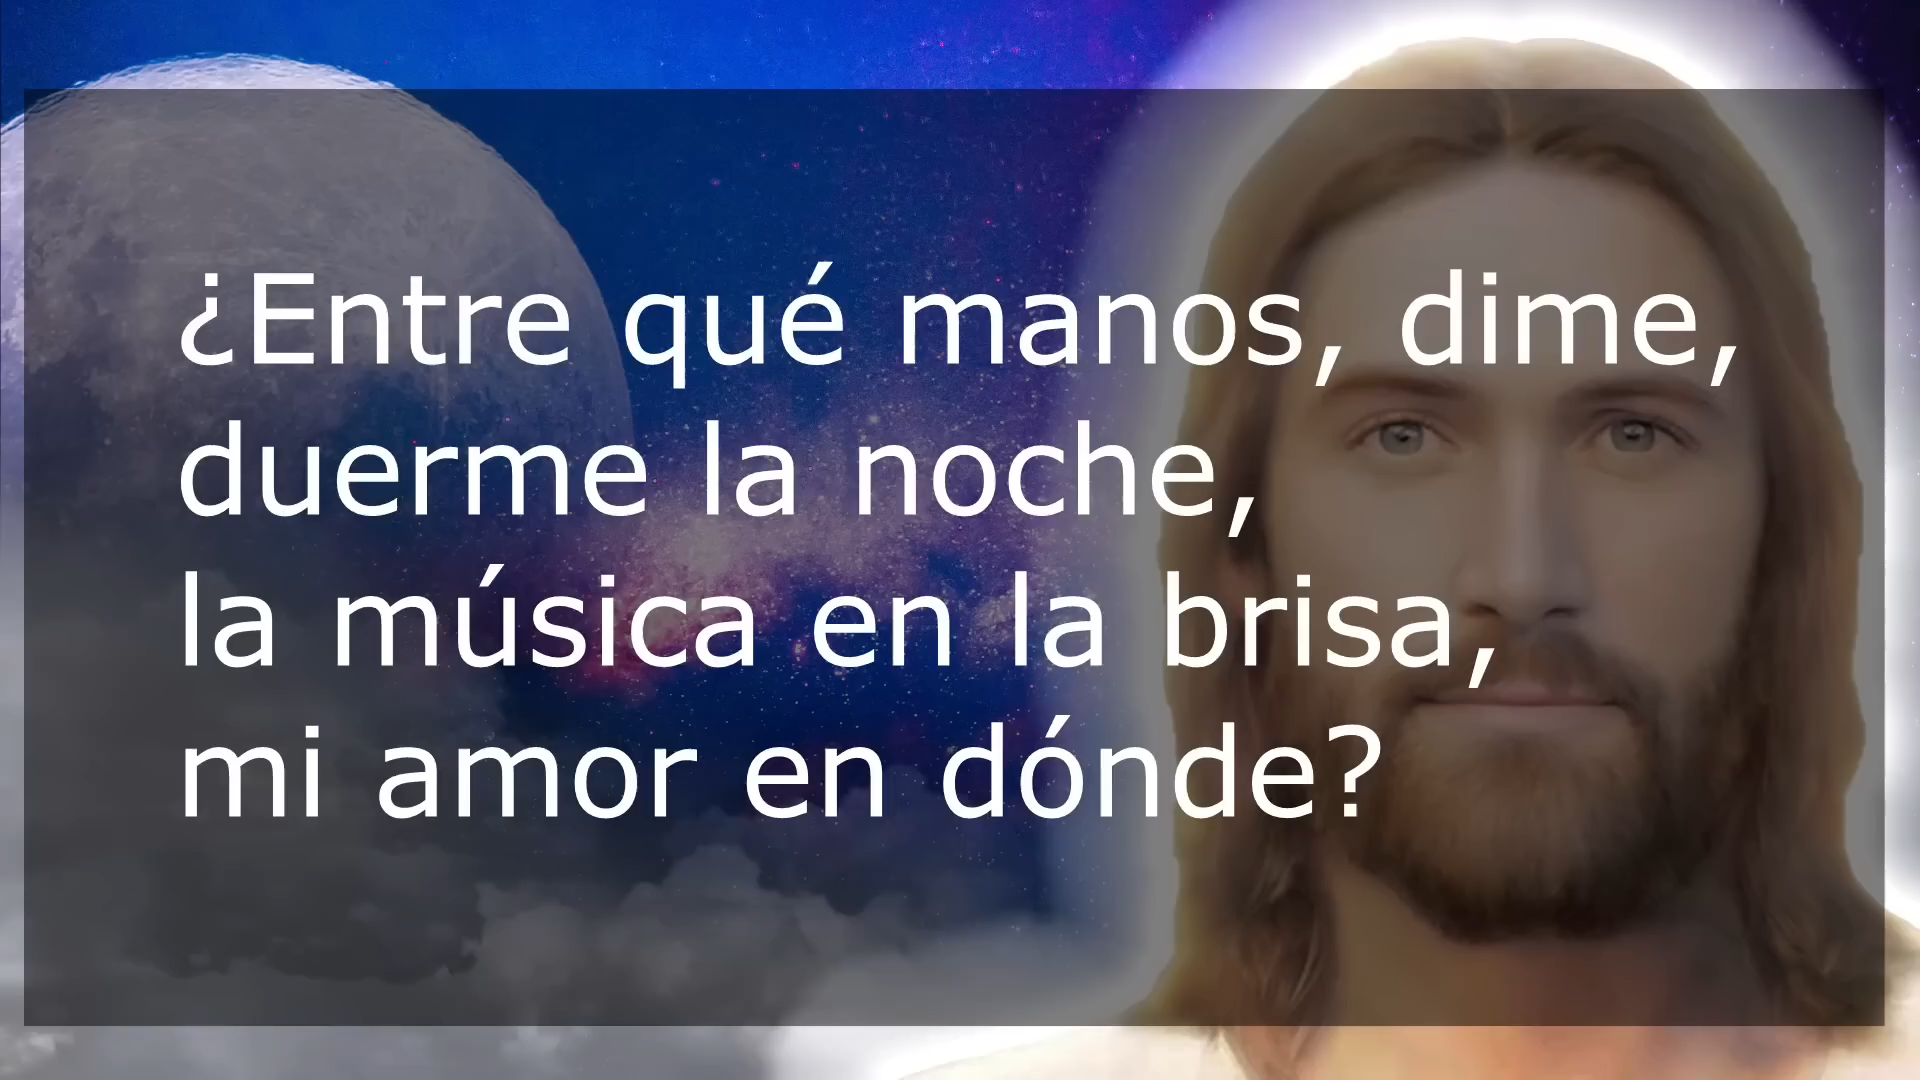 ¿Entre qué manos, dime,
duerme la noche,
la música en la brisa,
mi amor en dónde?